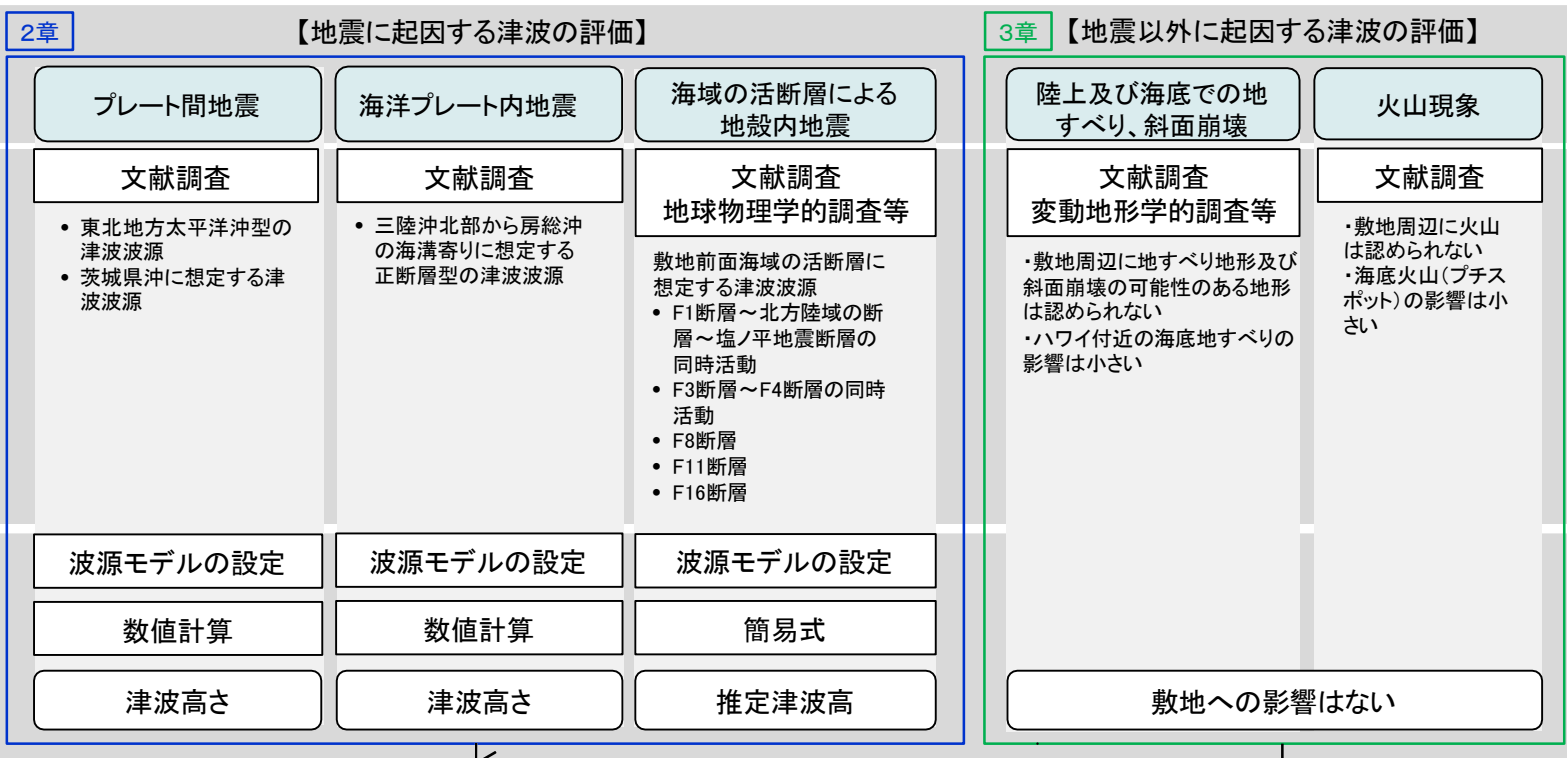 2章
【地震に起因する津波の評価】
プレート間地震
文献調査
• 東北地方太平洋沖型の
津波波源
• 茨城県沖に想定する津
波波源
波源モデルの設定
数値計算
津波高さ
海洋プレート内地震
文献調査
• 三陸沖北部から房総沖
の海溝寄りに想定する
正断層型の津波波源
波源モデルの設定
数値計算
津波高さ
海域の活断層による
地殻内地震
文献調査
地球物理学的調査等
敷地前面海域の活断層に
想定する津波波源
• F1断層～北方陸域の断
層～塩ノ平地震断層の
同時活動
• F3断層～F4断層の同時
活動
• F8断層
• F11断層
• F16断層
波源モデルの設定
簡易式
推定津波高
3章
【地震以外に起因する津波の評価】
陸上及び海底での地
すべり、斜面崩壊
文献調査
変動地形学的調査等
・敷地周辺に地すべり地形及び
斜面崩壊の可能性のある地形
は認められない
・ハワイ付近の海底地すべりの
影響は小さい
火山現象
文献調査
・敷地周辺に火山
は認められない
・海底火山（プチス
ポット）の影響は小
さい
敷地への影響はない